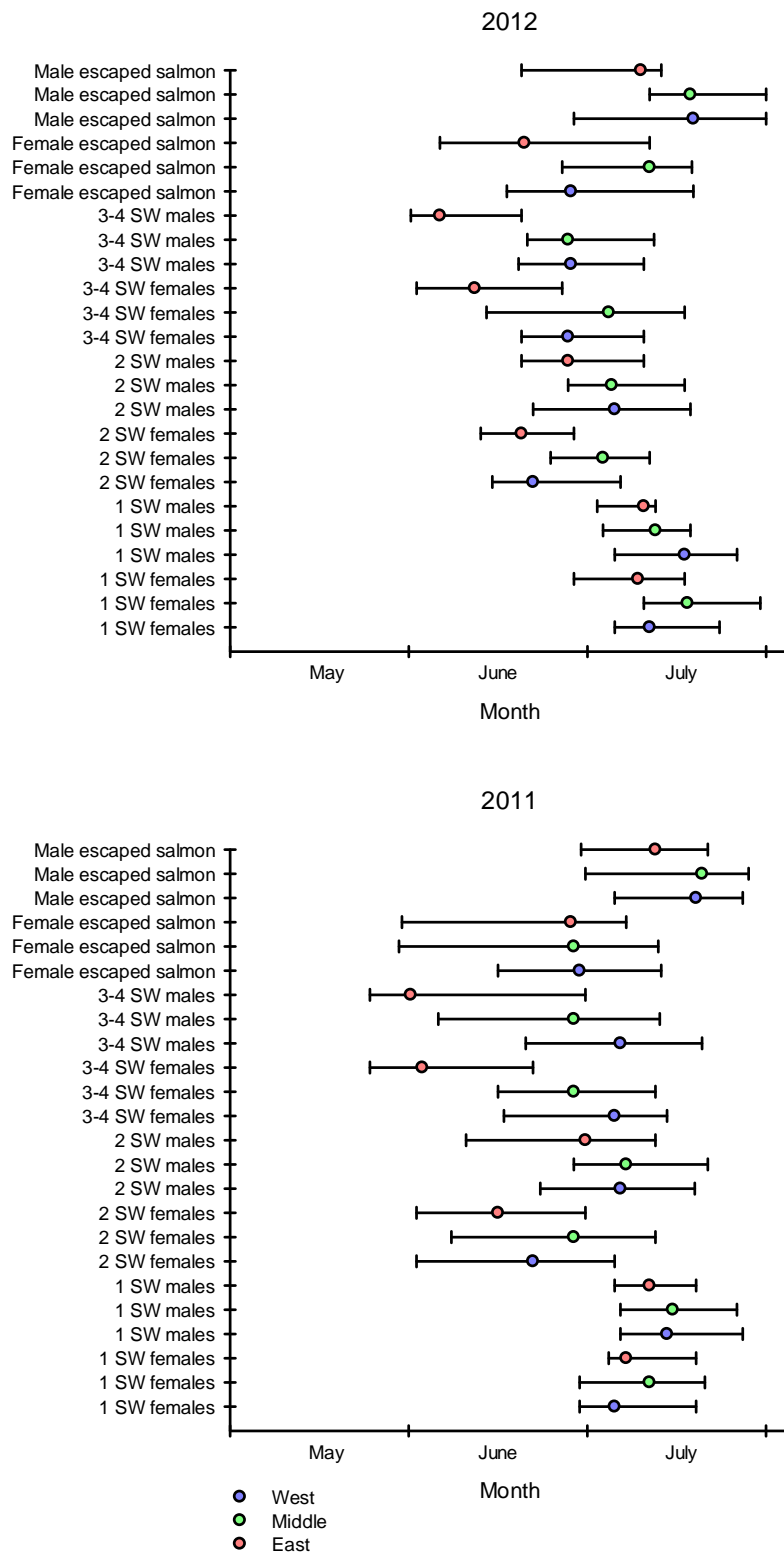 2012
Male escaped salmon
Male escaped salmon
Male escaped salmon
Female escaped salmon
Female escaped salmon
Female escaped salmon
3-4 SW males
3-4 SW males
3-4 SW males
3-4 SW females
3-4 SW females
3-4 SW females
2 SW males
2 SW males
2 SW males
2 SW females
2 SW females
2 SW females
1 SW males
1 SW males
1 SW males
1 SW females
1 SW females
1 SW females
May June July
Month
2011
Male escaped salmon
Male escaped salmon
Male escaped salmon
Female escaped salmon
Female escaped salmon
Female escaped salmon
3-4 SW males
3-4 SW males
3-4 SW males
3-4 SW females
3-4 SW females
3-4 SW females
2 SW males
2 SW males
2 SW males
2 SW females
2 SW females
2 SW females
1 SW males
1 SW males
1 SW males
1 SW females
1 SW females
1 SW females
May June July
Month
West
Middle
East